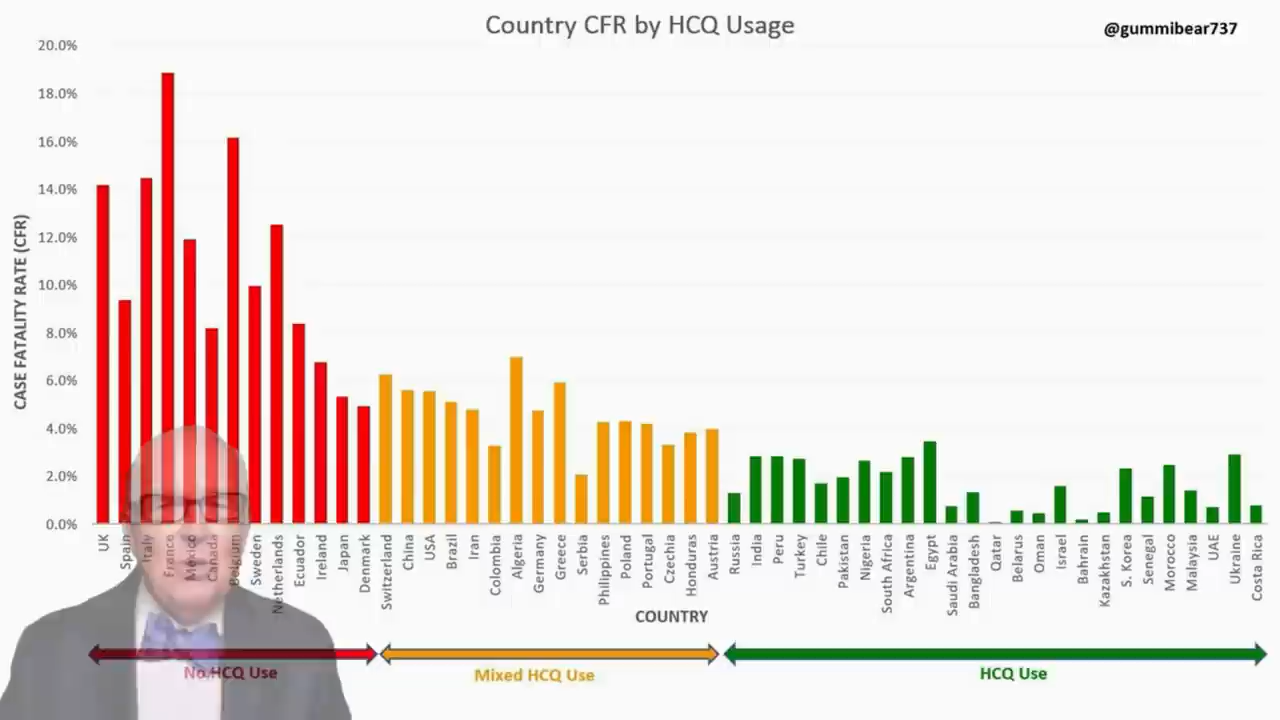 Country CFR by HCQ Usage
@gummibear737
20.0%
18.0%
16.0%
14.0%
12.0%
10.0%
8.0%
6.0%
4.0%
2.0%
0.0%
CASE FATALITY RATE (CFR)
UK
Spain
Italy
France
Mexico
Canada
Belgium
Sweden
Netherlands
Ecuador
Ireland
Japan
Denmark
Switzerland
China
USA
Brazil
Iran
Colombia
Algeria
Germany
Greece
Serbia
Philippines
Poland
Portugal
Czechia
Honduras
Austria
Russia
India
Peru
Turkey
Chile
Pakistan
Nigeria
South Africa
Argentina
Egypt
Saudi Arabia
Bangladesh
Qatar
Belarus
Oman
Israel
Bahrain
Kazakhstan
S. Korea
Senegal
Morocco
Malaysia
UAE
Ukraine
Costa Rica
COUNTRY
No HCQ Use
Mixed HCQ Use
HCQ Use